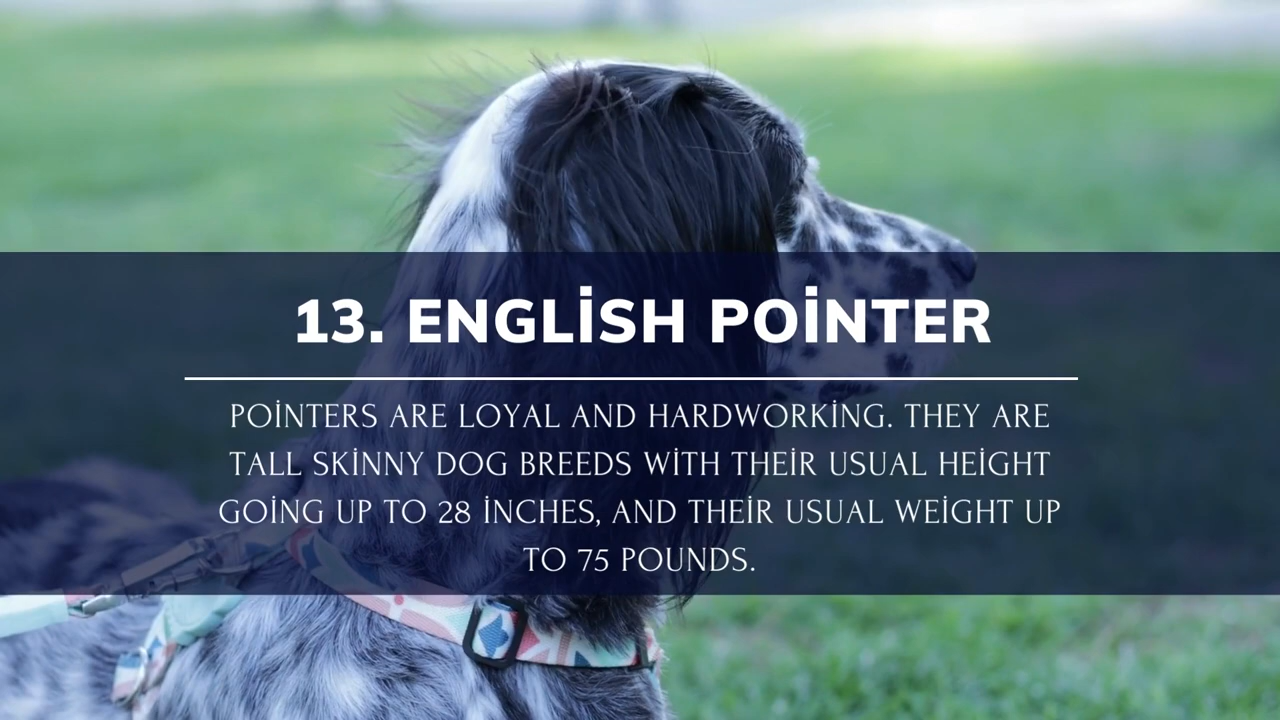 13. ENGLİSH POİNTER
POİNTERS ARE LOYAL AND HARDWORKİNG. THEY ARE
TALL SKİNNY DOG BREEDS WİTH THEİR USUAL HEİGHT
GOİNG UP TO 28 İNCHES, AND THEİR USUAL WEİGHT UP
TO 75 POUNDS.